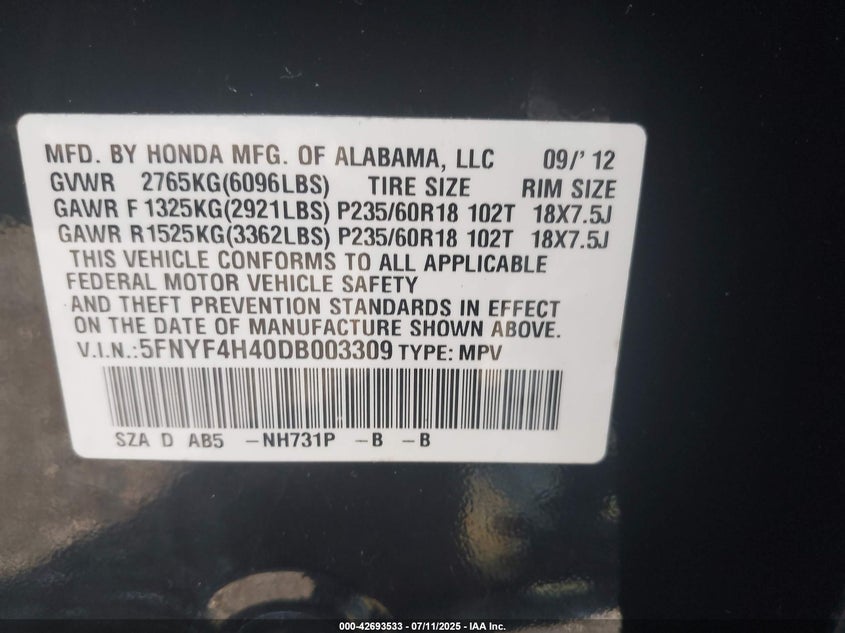 MFD. BY HONDA MFG. OF ALABAMA, LLC 09/' 12
GVWR 2765KG(6096LBS) TIRE SIZE RIM SIZE
GAWR F 1325KG(2921LBS) P235/60R18 102T 18X7.5J
GAWR R1525KG(3362LBS) P235/60R18 102T 18X7.5J
THIS VEHICLE CONFORMS TO ALL APPLICABLE
FEDERAL MOTOR VEHICLE SAFETY
AND THEFT PREVENTION STANDARDS IN EFFECT
ON THE DATE OF MANUFACTURE SHOWN ABOVE.
V.I.N.:5FNYF4H40DB003309 TYPE: MPV
SZA D AB5 -NH731P -B -B
000-42693533 - 07/11/2025 - IAA Inc.